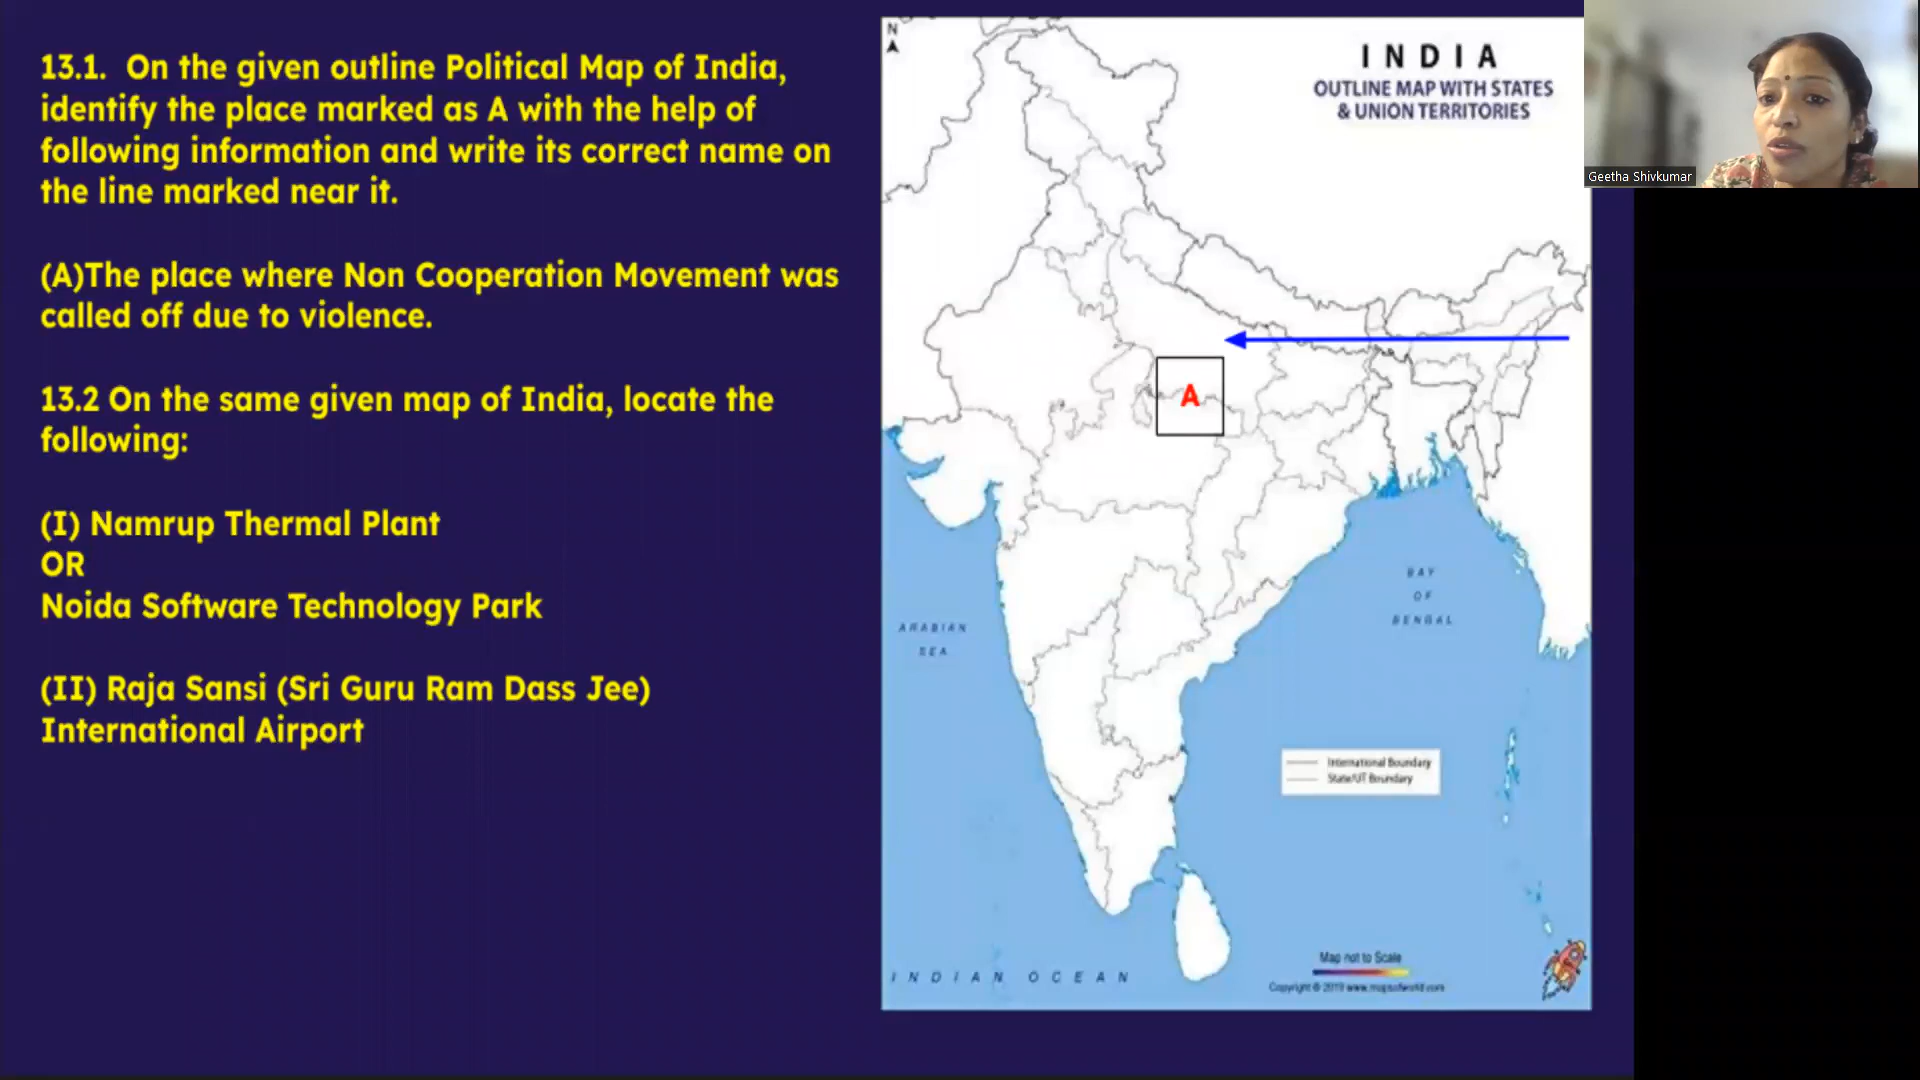 13.1. On the given outline Political Map of India,
identify the place marked as A with the help of
following information and write its correct name on
the line marked near it.
(A)The place where Non Cooperation Movement was
called off due to violence.
13.2 On the same given map of India, locate the
following:
(I) Namrup Thermal Plant
OR
Noida Software Technology Park
(II) Raja Sansi (Sri Guru Ram Dass Jee)
International Airport
N
INDIA
OUTLINE MAP WITH STATES
& UNION TERRITORIES
A
BAY
OF
BENGAL
ARABIAN
SEA
International Boundary
State/UT Boundary
INDIAN OCEAN
Map not to Scale
Copyright © 2019 www.mapsofworld.com
Geetha Shivkumar